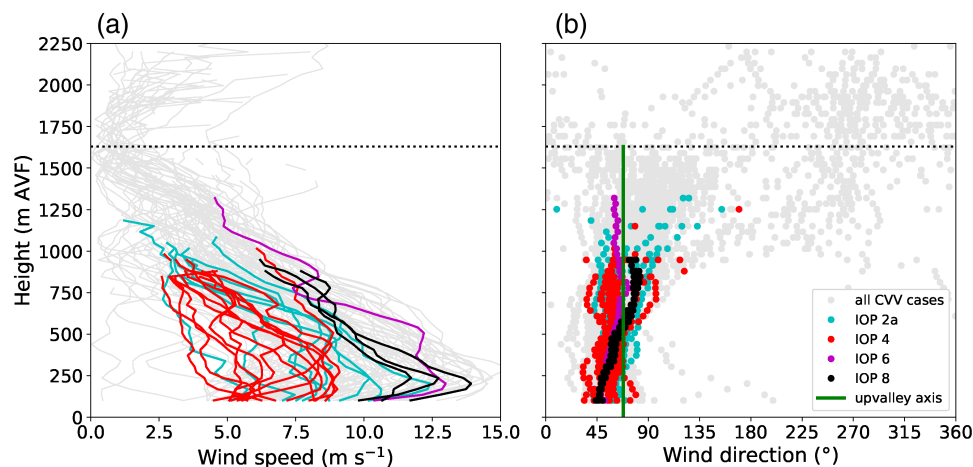 (a)
(b)
Height (m AVF)
2250
2000
1750
1500
1250
1000
750
500
250
0
0.0 2.5 5.0 7.5 10.0 12.5 15.0
Wind speed (m s⁻¹)
all CVV cases
IOP 2a
IOP 4
IOP 6
IOP 8
upvalley axis
0 45 90 135 180 225 270 315 360
Wind direction (°)